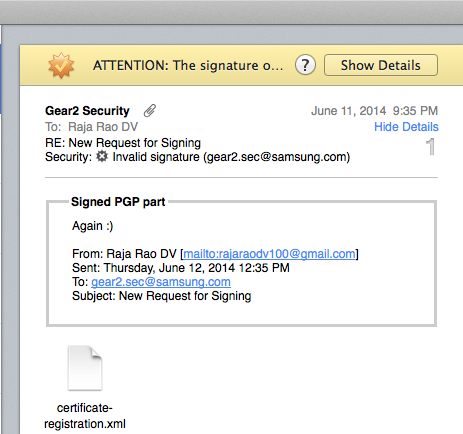 ATTENTION: The signature o... ? Show Details
Gear2 Security June 11, 2014 9:35 PM
To: Raja Rao DV Hide Details
RE: New Request for Signing 1
Security: Invalid signature (gear2.sec@samsung.com)
Signed PGP part
Again :)
From: Raja Rao DV [mailto:rajaraodv100@gmail.com]
Sent: Thursday, June 12, 2014 12:35 PM
To: gear2.sec@samsung.com
Subject: New Request for Signing
certificate-
registration.xml